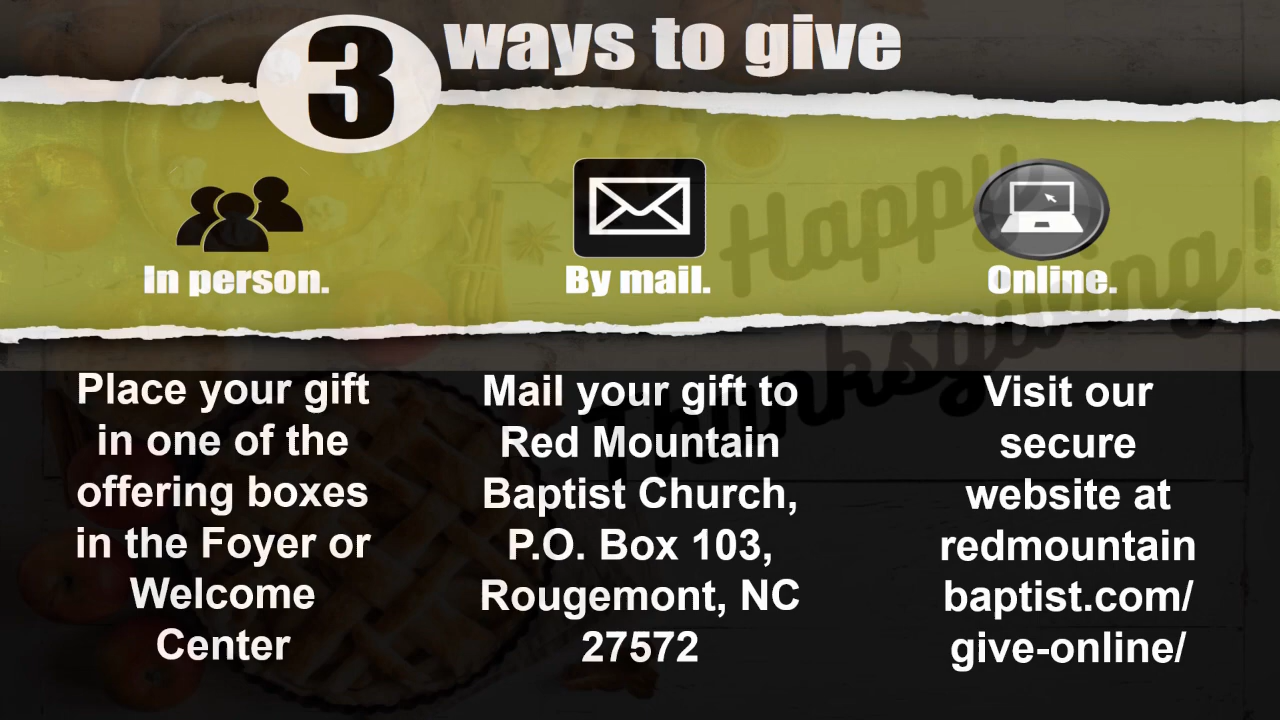 3 ways to give
In person.
Place your gift
in one of the
offering boxes
in the Foyer or
Welcome
Center
By mail.
Mail your gift to
Red Mountain
Baptist Church,
P.O. Box 103,
Rougemont, NC
27572
Online.
Visit our
secure
website at
redmountain
baptist.com/
give-online/
Happy
Thanksgiving!